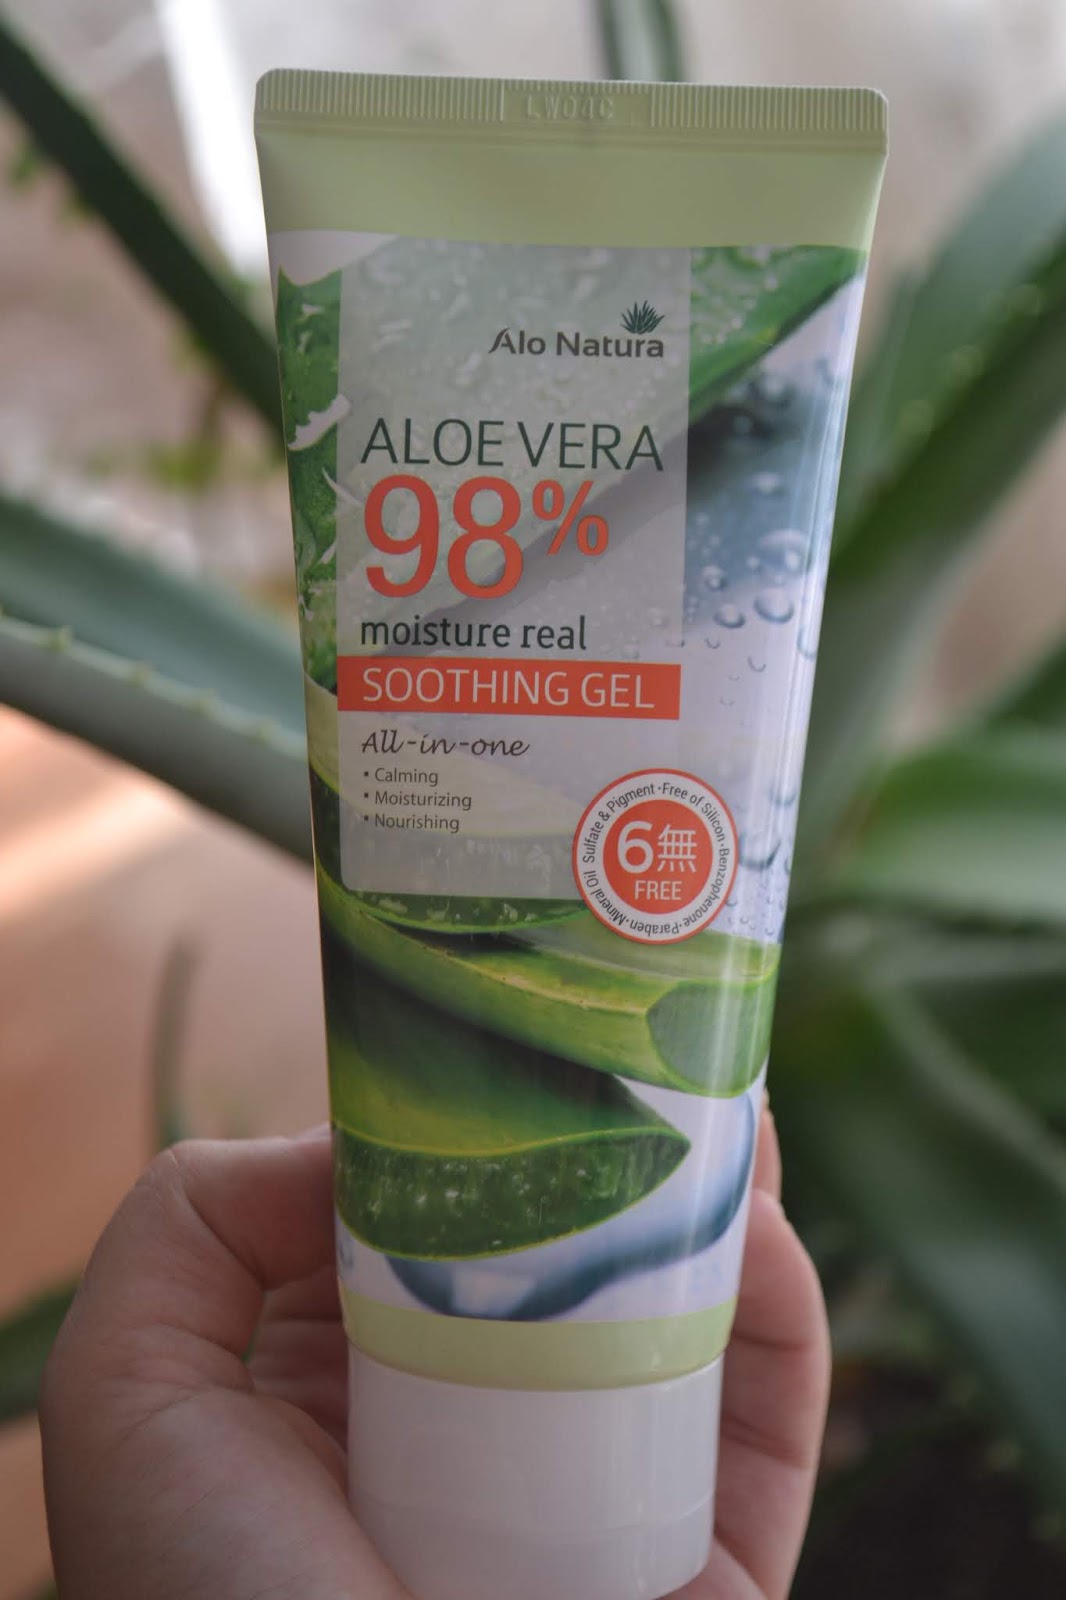 LW04C
Alo Natura
ALOE VERA
98%
moisture real
SOOTHING GEL
All-in-one
▪ Calming
▪ Moisturizing
▪ Nourishing
Sulfate & Pigment·Free of Silicon·Benzophenone·Paraben·Mineral Oil
6無
FREE